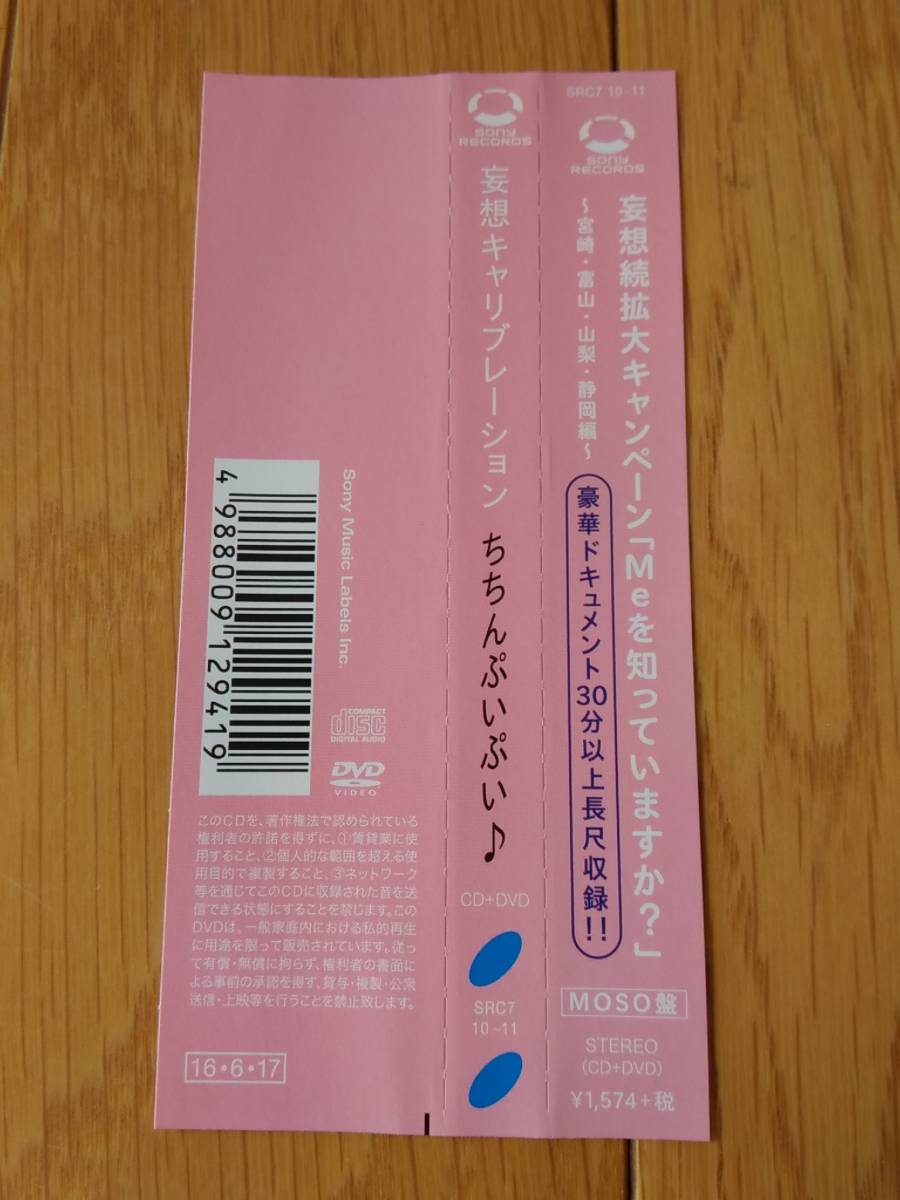 SRC7 10~11
SONY
RECORDS
妄想続拡大キャンペーン「Meを知っていますか?」
〜宮崎・富山・山梨・静岡編〜
豪華ドキュメント30分以上長尺収録!!
MOSO盤
STEREO
(CD+DVD)
¥1,574+税
SONY
RECORDS
妄想キャリブレーション
ちちんぷいぷい♪
CD+DVD
SRC7
10~11
Sony Music Labels Inc.
4 988009 129419
COMPACT
disc
DIGITAL AUDIO
DVD
VIDEO
このCDを、著作権法で認められている
権利者の許諾を得ずに、①賃貸業に使
用すること、②個人的な範囲を超える使
用目的で複製すること、③ネットワーク
等を通じてこのCDに収録された音を送
信できる状態にすることを禁じます。この
DVDは、一般家庭内における私的再生
に用途を限って販売されています。従っ
て有償・無償に拘らず、権利者の書面に
よる事前の承認を得ず、貸与・複製・公衆
送信・上映等を行うことを禁止致します。
16・6・17